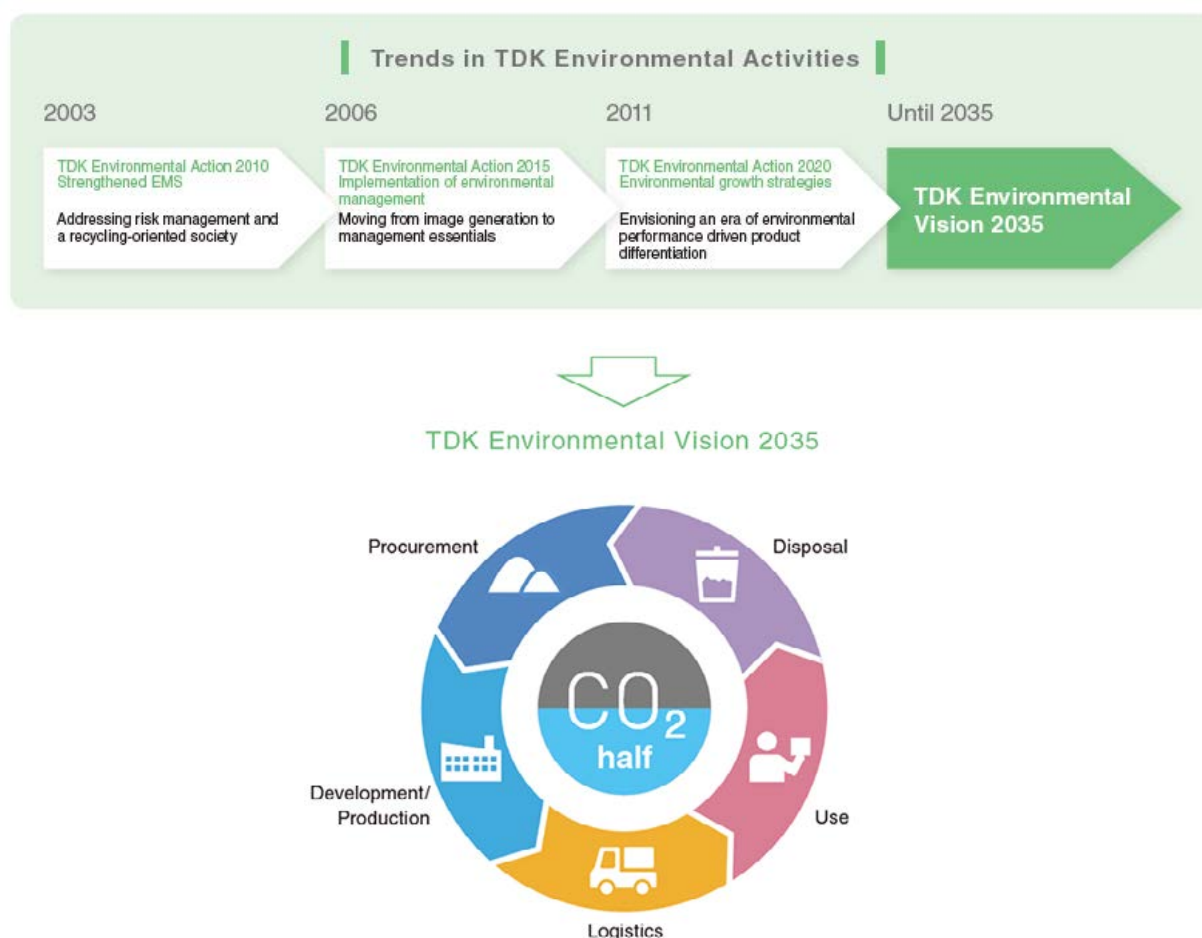 Trends in TDK Environmental Activities
2003
TDK Environmental Action 2010
Strengthened EMS
Addressing risk management and
a recycling-oriented society
2006
TDK Environmental Action 2015
Implementation of environmental
management
Moving from image generation to
management essentials
2011
TDK Environmental Action 2020
Environmental growth strategies
Envisioning an era of environmental
performance driven product
differentiation
Until 2035
TDK Environmental
Vision 2035
TDK Environmental Vision 2035
Procurement
Disposal
CO₂
half
Development/
Production
Use
Logistics